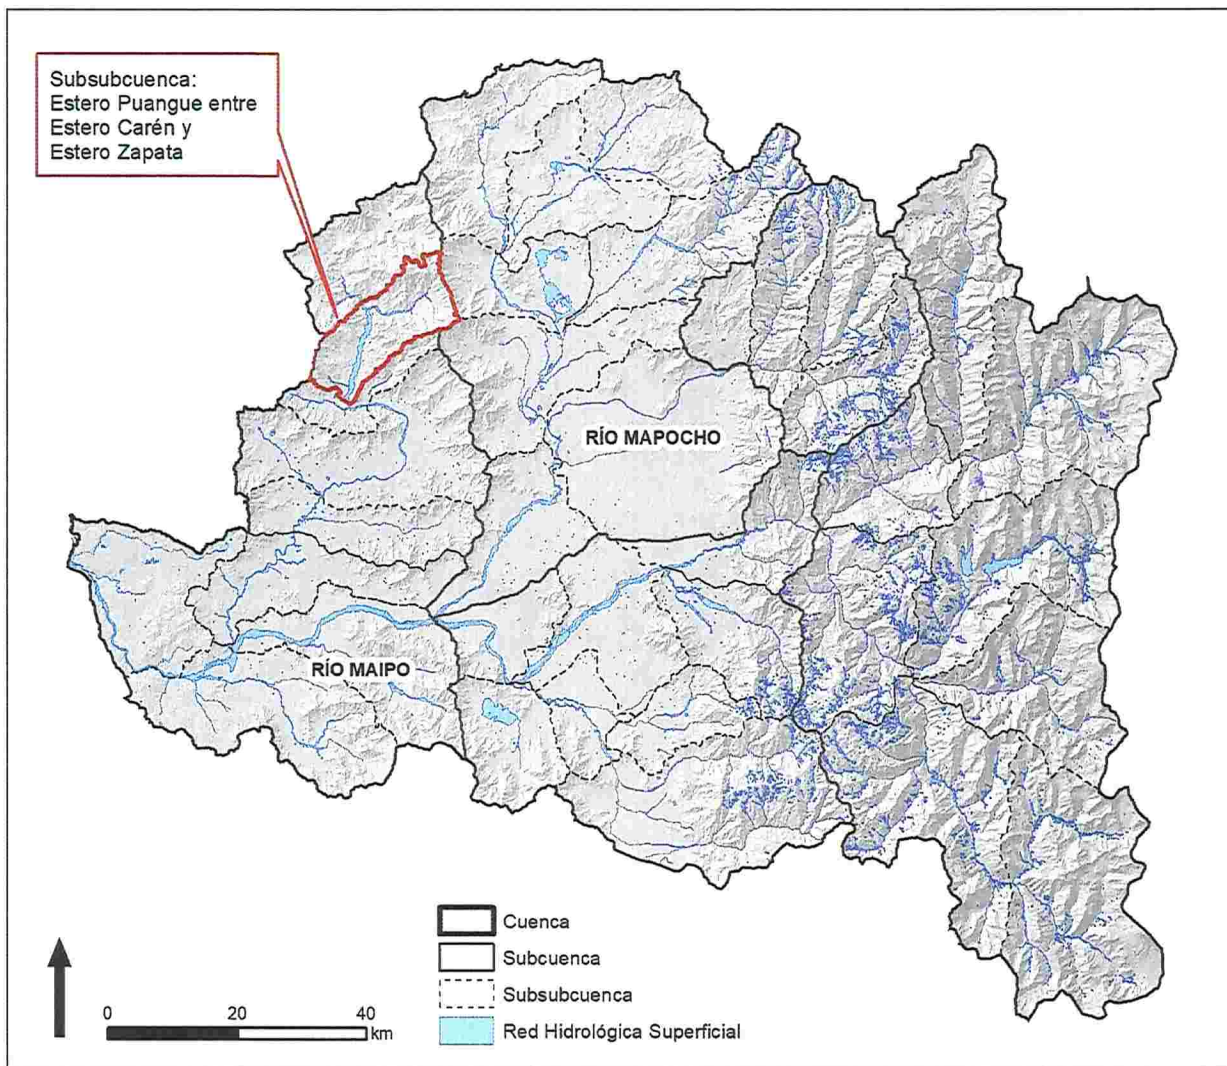 Subsubcuenca:
Estero Puangue entre
Estero Carén y
Estero Zapata
RÍO MAPOCHO
RÍO MAIPO
Cuenca
Subcuenca
Subsubcuenca
Red Hidrológica Superficial
0 20 40
km